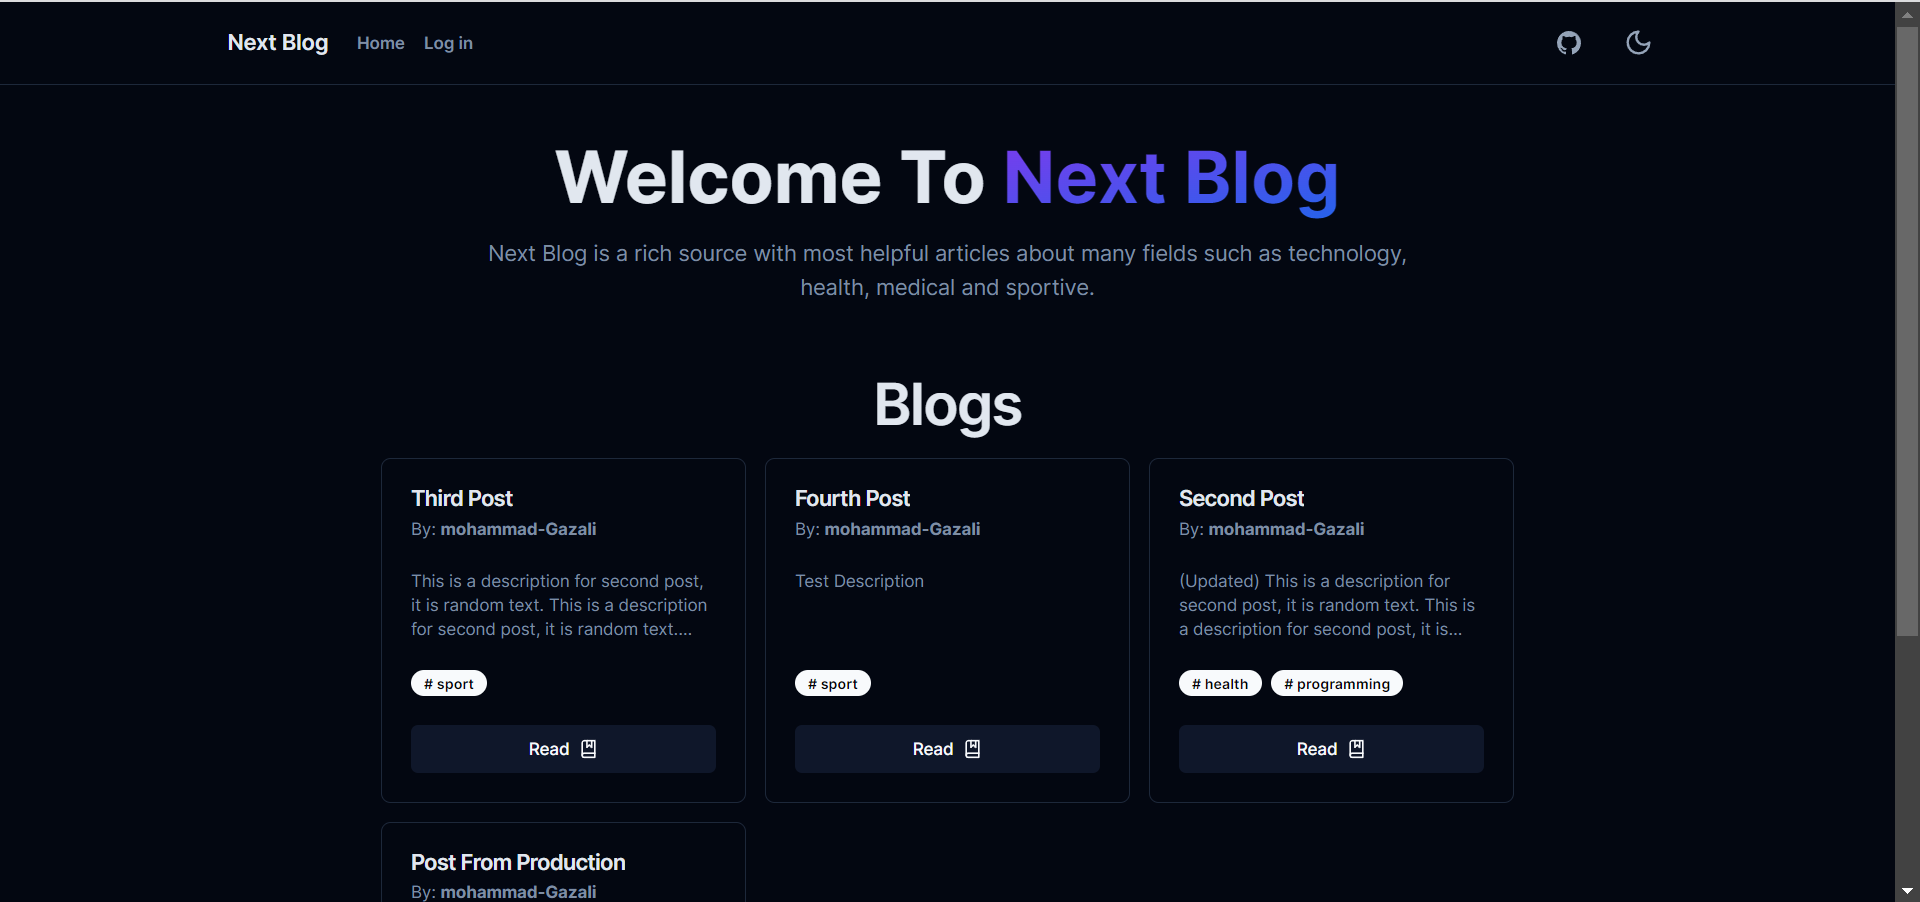 Next Blog Home Log in
Welcome To Next Blog
Next Blog is a rich source with most helpful articles about many fields such as technology,
health, medical and sportive.
Blogs
Third Post
By: mohammad-Gazali
This is a description for second post,
it is random text. This is a description
for second post, it is random text....
# sport
Read
Fourth Post
By: mohammad-Gazali
Test Description
# sport
Read
Second Post
By: mohammad-Gazali
(Updated) This is a description for
second post, it is random text. This is
a description for second post, it is...
# health # programming
Read
Post From Production
By: mohammad-Gazali